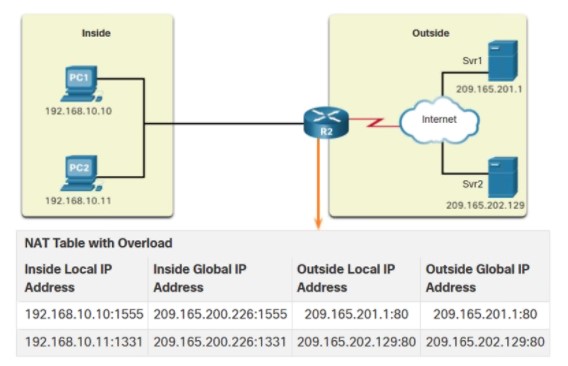 Inside
Outside
PC1
192.168.10.10
PC2
192.168.10.11
R2
Internet
Svr1
209.165.201.1
Svr2
209.165.202.129
NAT Table with Overload
Inside Local IP Address
Inside Global IP Address
Outside Local IP Address
Outside Global IP Address
192.168.10.10:1555 209.165.200.226:1555 209.165.201.1:80 209.165.201.1:80
192.168.10.11:1331 209.165.200.226:1331 209.165.202.129:80 209.165.202.129:80